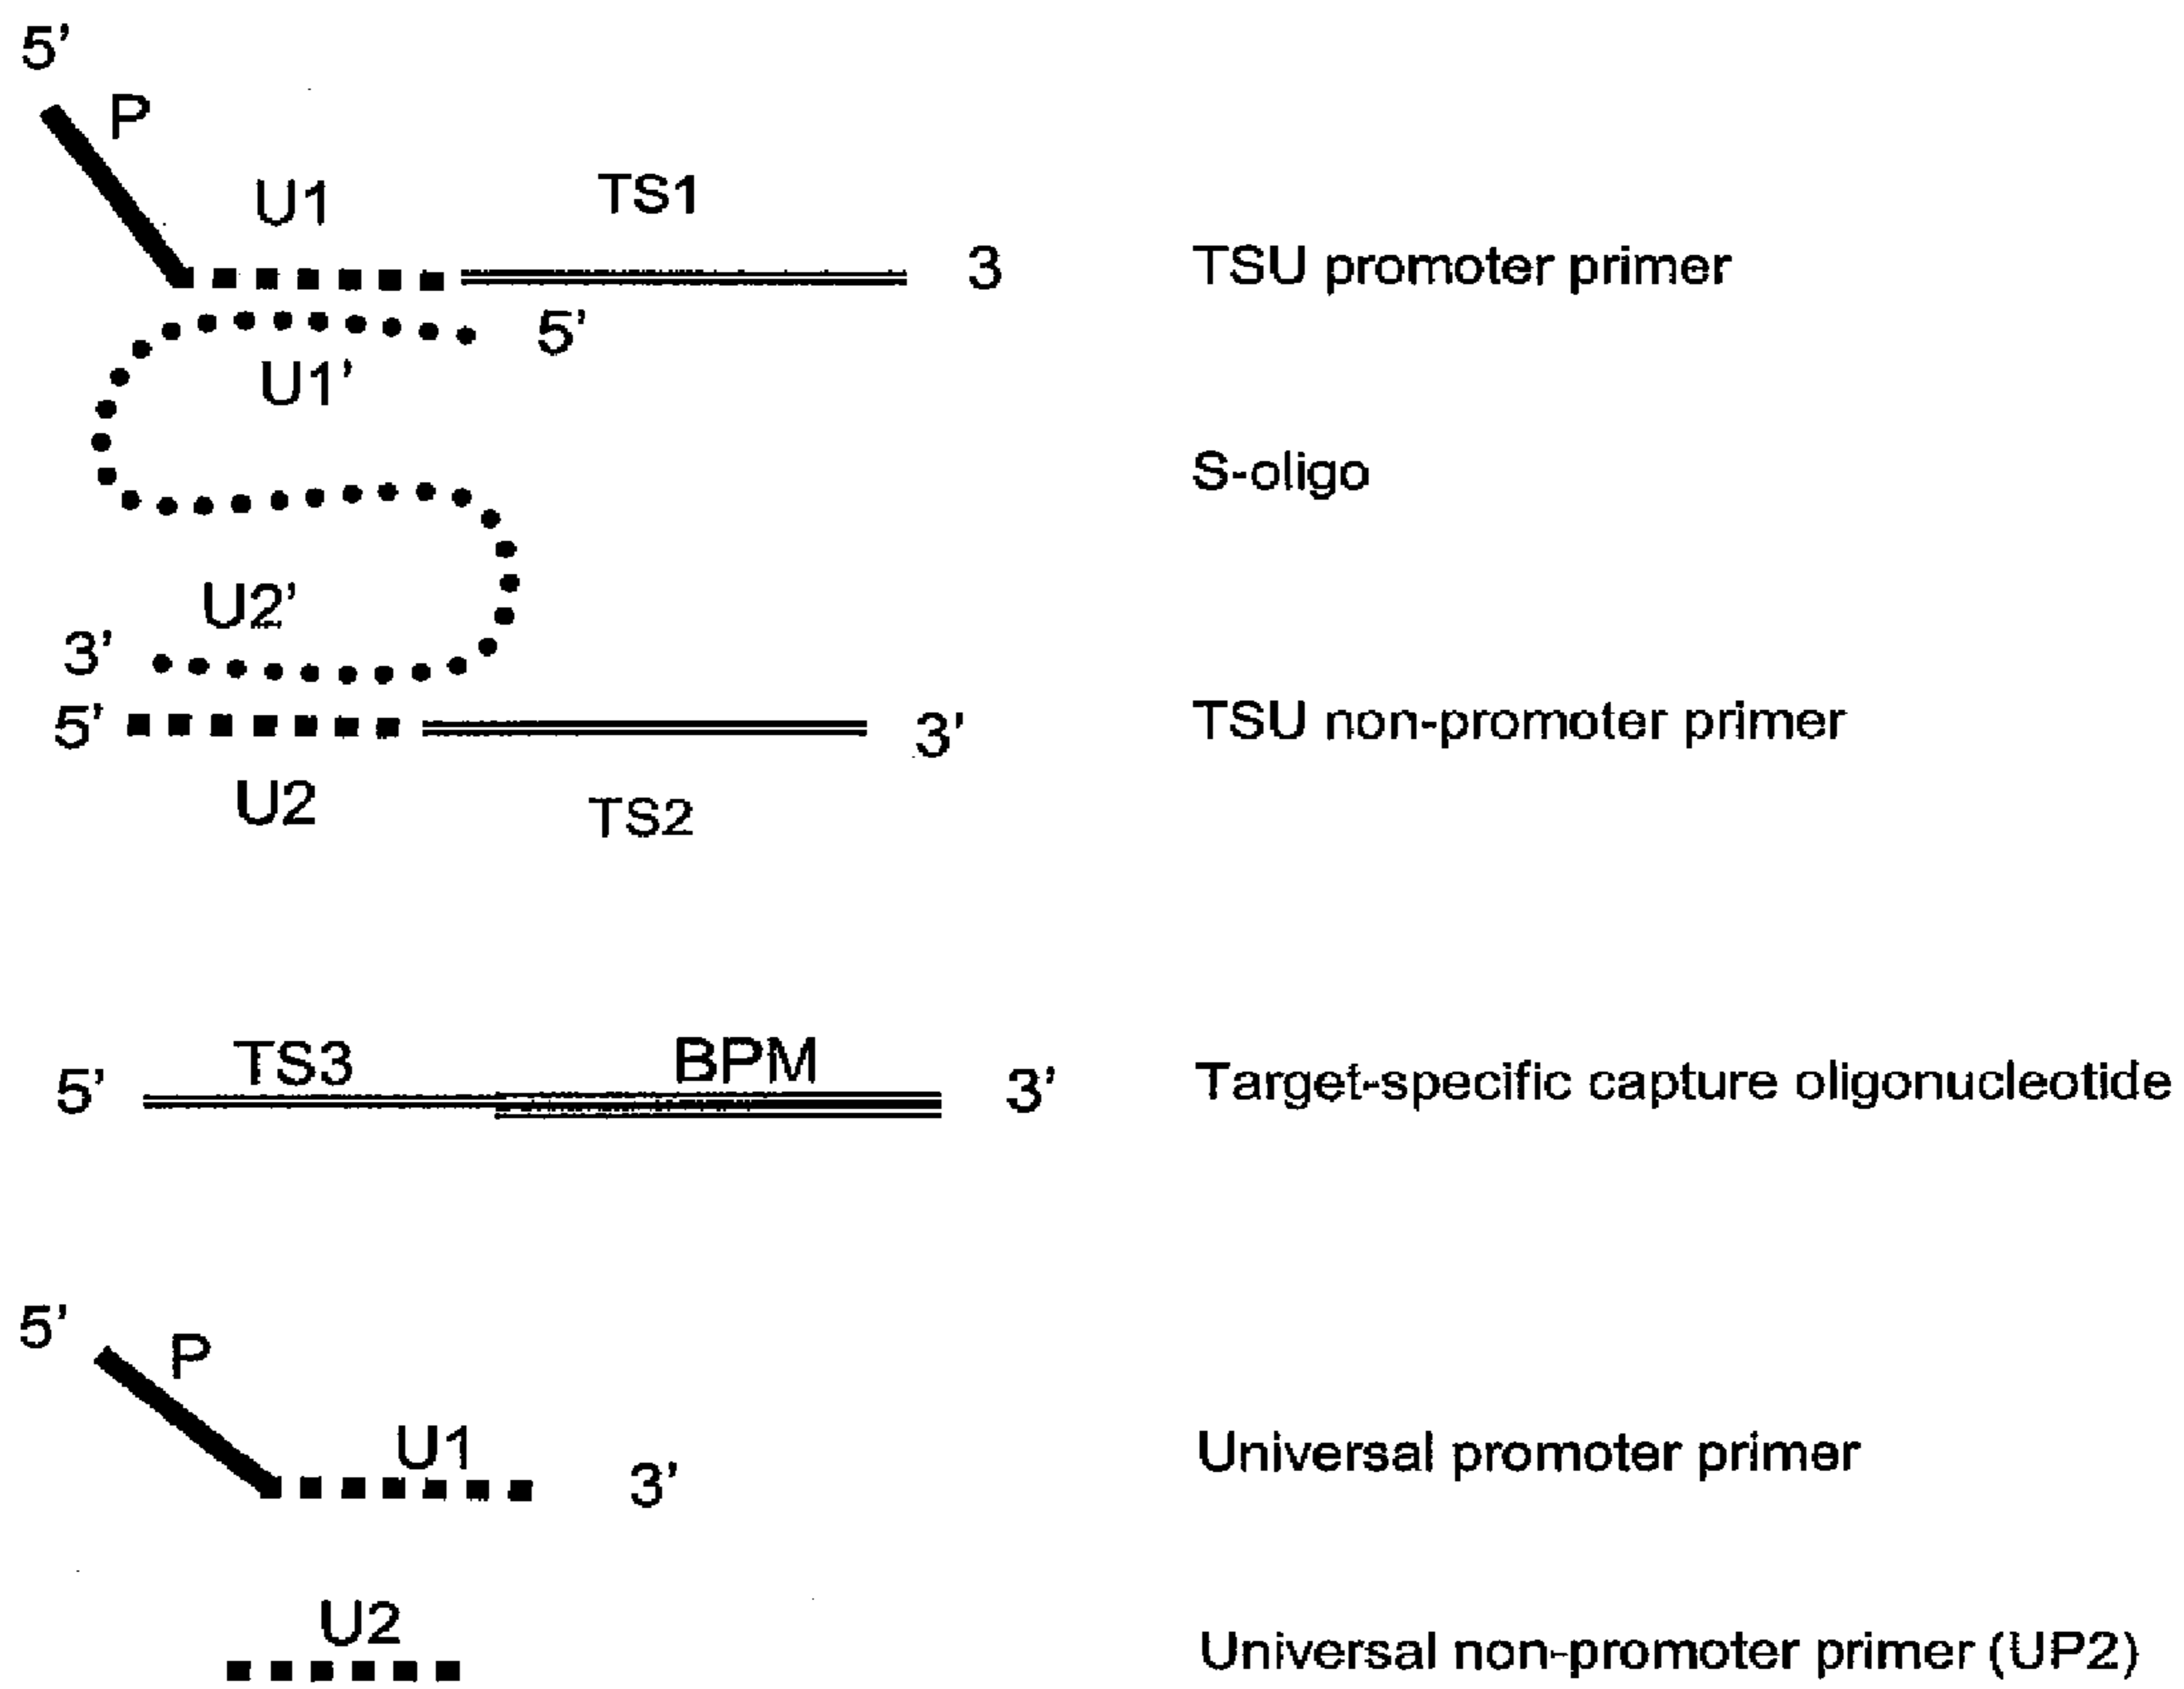 5’
P
U1
TS1
3
TSU promoter primer
5’
U1’
S-oligo
U2’
3’
5’
3’
TSU non-promoter primer
U2
TS2
TS3
BPM
5’
3’
Target-specific capture oligonucleotide
5’
P
U1
3’
Universal promoter primer
U2
Universal non-promoter primer (UP2)